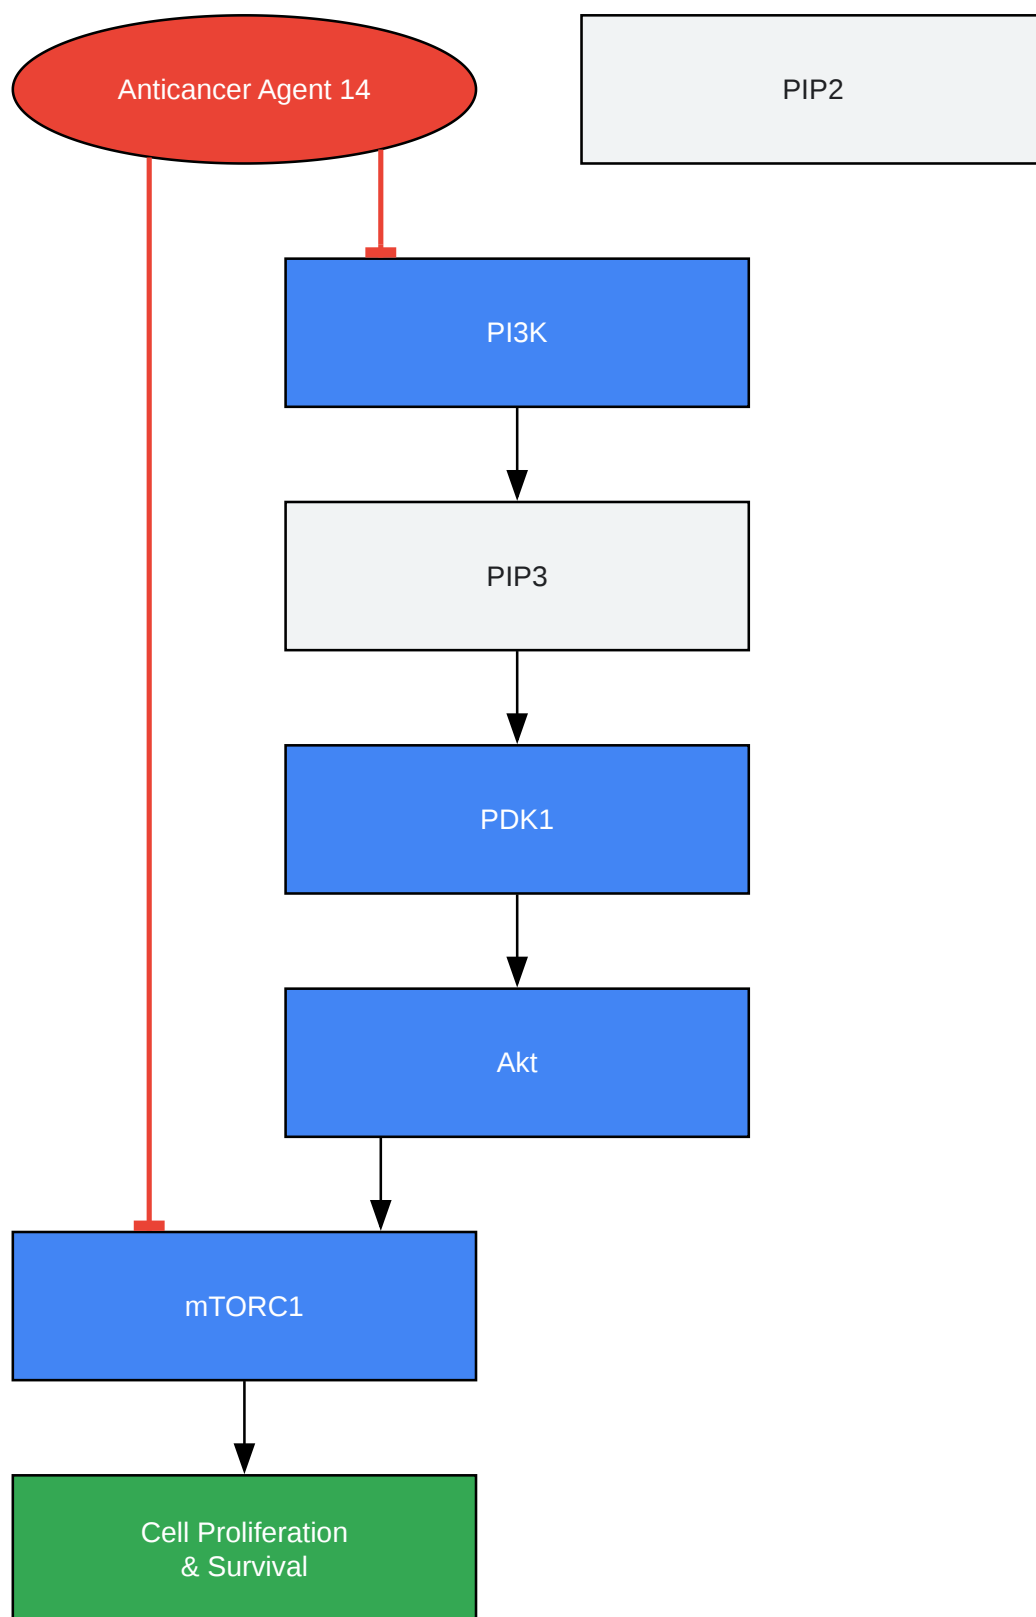 Anticancer Agent 14
PIP2
PI3K
PIP3
PDK1
Akt
mTORC1
Cell Proliferation
& Survival